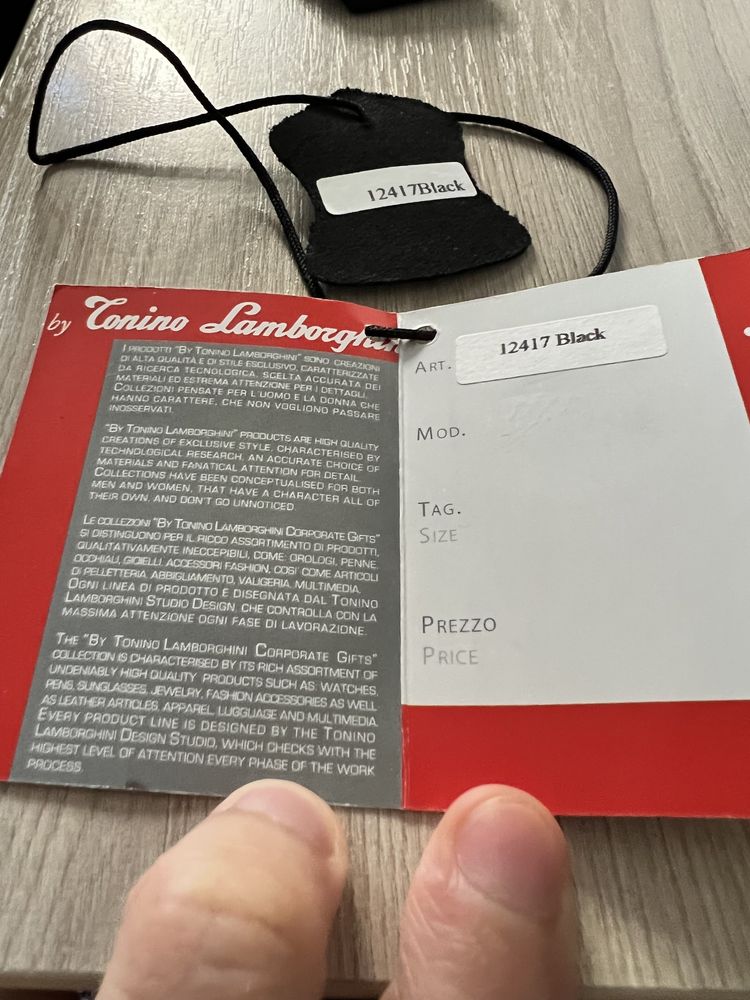 12417Black
by Tonino Lamborghin
I PRODOTTI "BY TONINO LAMBORGHINI" SONO CREAZIONI
DI ALTA QUALITÀ E DI STILE ESCLUSIVO, CARATTERIZZATE
DA RICERCA TECNOLOGICA, SCELTA ACCURATA DEI
MATERIALI ED ESTREMA ATTENZIONE PER I DETTAGLI.
COLLEZIONI PENSATE PER L'UOMO E LA DONNA CHE
HANNO CARATTERE, CHE NON VOGLIONO PASSARE
INOSSERVATI.
"BY TONINO LAMBORGHINI" PRODUCTS ARE HIGH QUALITY
CREATIONS OF EXCLUSIVE STYLE, CHARACTERISED BY
TECHNOLOGICAL RESEARCH, AN ACCURATE CHOICE OF
MATERIALS AND FANATICAL ATTENTION FOR DETAIL.
COLLECTIONS HAVE BEEN CONCEPTUALISED FOR BOTH
MEN AND WOMEN, THAT HAVE A CHARACTER ALL OF
THEIR OWN, AND DON'T GO UNNOTICED.
LE COLLEZIONI "BY TONINO LAMBORGHINI CORPORATE GIFTS"
SI DISTINGUONO PER IL RICCO ASSORTIMENTO DI PRODOTTI,
QUALITATIVAMENTE INECCEPIBILI, COME: OROLOGI, PENNE,
OCCHIALI, GIOIELLI, ACCESSORI FASHION, COSI' COME ARTICOLI
DI PELLETTERIA, ABBIGLIAMENTO, VALIGERIA, MULTIMEDIA.
OGNI LINEA DI PRODOTTO E DISEGNATA DAL TONINO
LAMBORGHINI STUDIO DESIGN, CHE CONTROLLA CON LA
MASSIMA ATTENZIONE OGNI FASE DI LAVORAZIONE.
THE "BY TONINO LAMBORGHINI CORPORATE GIFTS"
COLLECTION IS CHARACTERISED BY ITS RICH ASSORTMENT OF
UNDENIABLY HIGH QUALITY PRODUCTS SUCH AS: WATCHES,
PENS, SUNGLASSES, JEWELRY, FASHION ACCESSORIES AS WELL
AS LEATHER ARTICLES, APPAREL, LUGGUAGE AND MULTIMEDIA.
EVERY PRODUCT LINE IS DESIGNED BY THE TONINO
LAMBORGHINI DESIGN STUDIO, WHICH CHECKS WITH THE
HIGHEST LEVEL OF ATTENTION EVERY PHASE OF THE WORK
PROCESS.
ART. 12417 Black
MOD.
TAG.
SIZE
PREZZO
PRICE